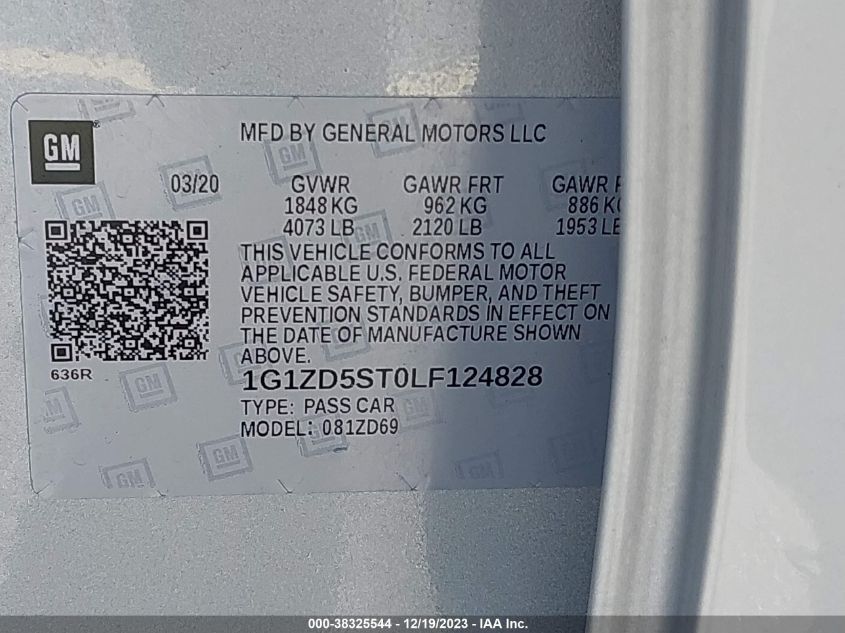 GM
MFD BY GENERAL MOTORS LLC
03/20 GVWR GAWR FRT GAWR
1848 KG 962 KG 886
4073 LB 2120 LB 1953
THIS VEHICLE CONFORMS TO ALL
APPLICABLE U.S. FEDERAL MOTOR
VEHICLE SAFETY, BUMPER, AND THEFT
PREVENTION STANDARDS IN EFFECT ON
THE DATE OF MANUFACTURE SHOWN
ABOVE.
636R
1G1ZD5ST0LF124828
TYPE: PASS CAR
MODEL: 081ZD69
000-38325544 - 12/19/2023 - IAA Inc.